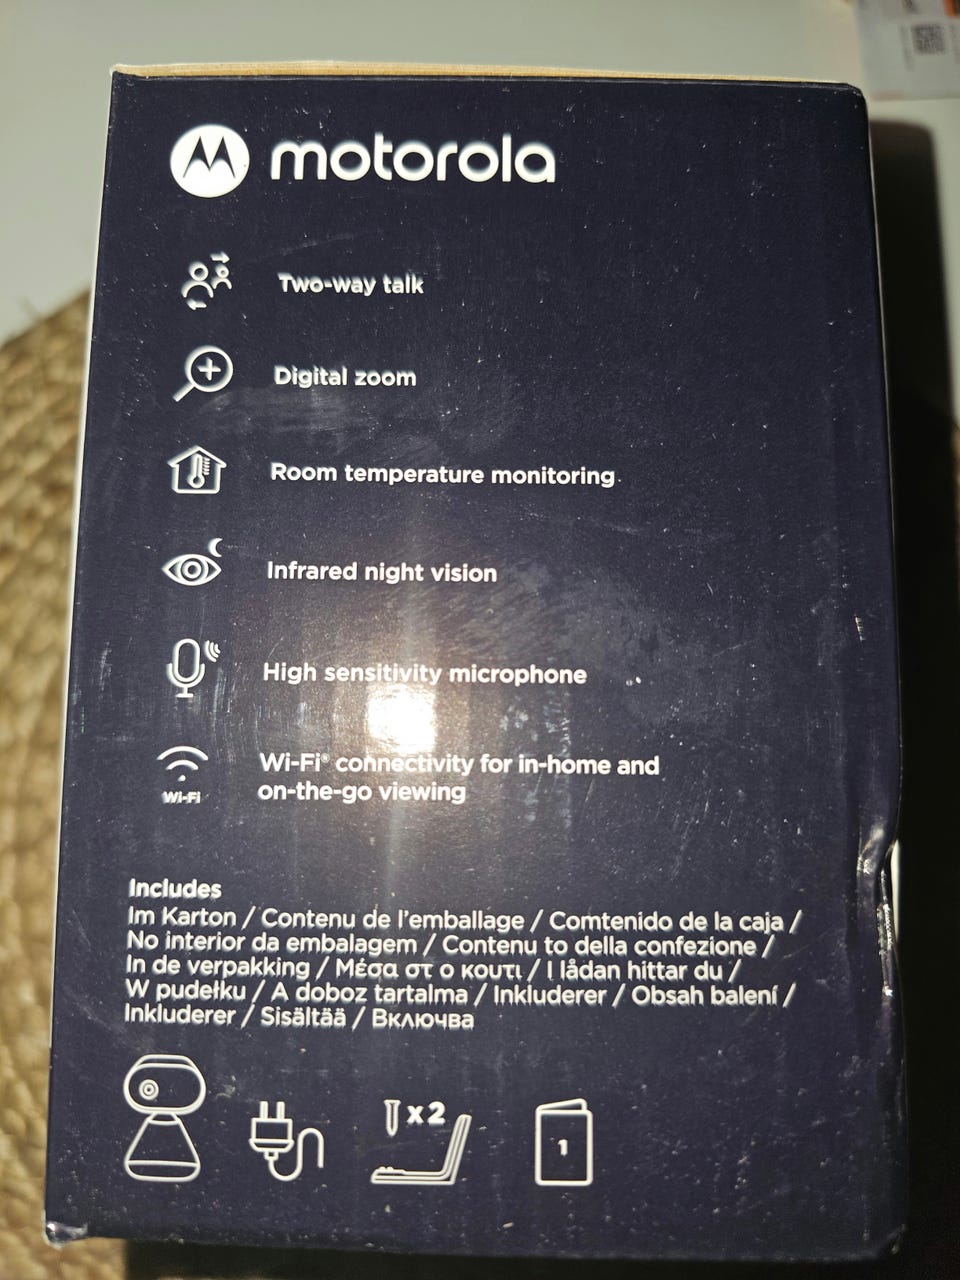 motorola
Two-way talk
Digital zoom
Room temperature monitoring
Infrared night vision
High sensitivity microphone
Wi-Fi® connectivity for in-home and
on-the-go viewing
Wi-Fi
Includes
Im Karton / Contenu de l'emballage / Comtenido de la caja /
No interior da embalagem / Contenu to della confezione /
In de verpakking / Μέσα στ ο κουτι / I lådan hittar du /
W pudełku / A doboz tartalma / Inkluderer / Obsah balení /
Inkluderer / Sisältää / Включва
x 2
1